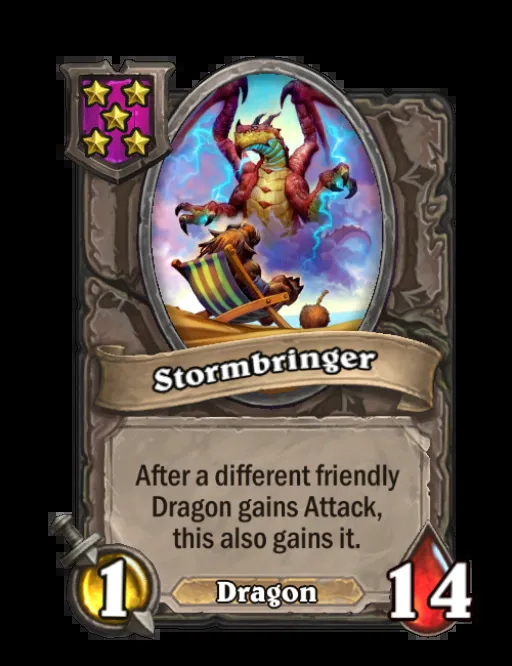 Stormbringer
After a different friendly
Dragon gains Attack,
this also gains it.
1
Dragon
14